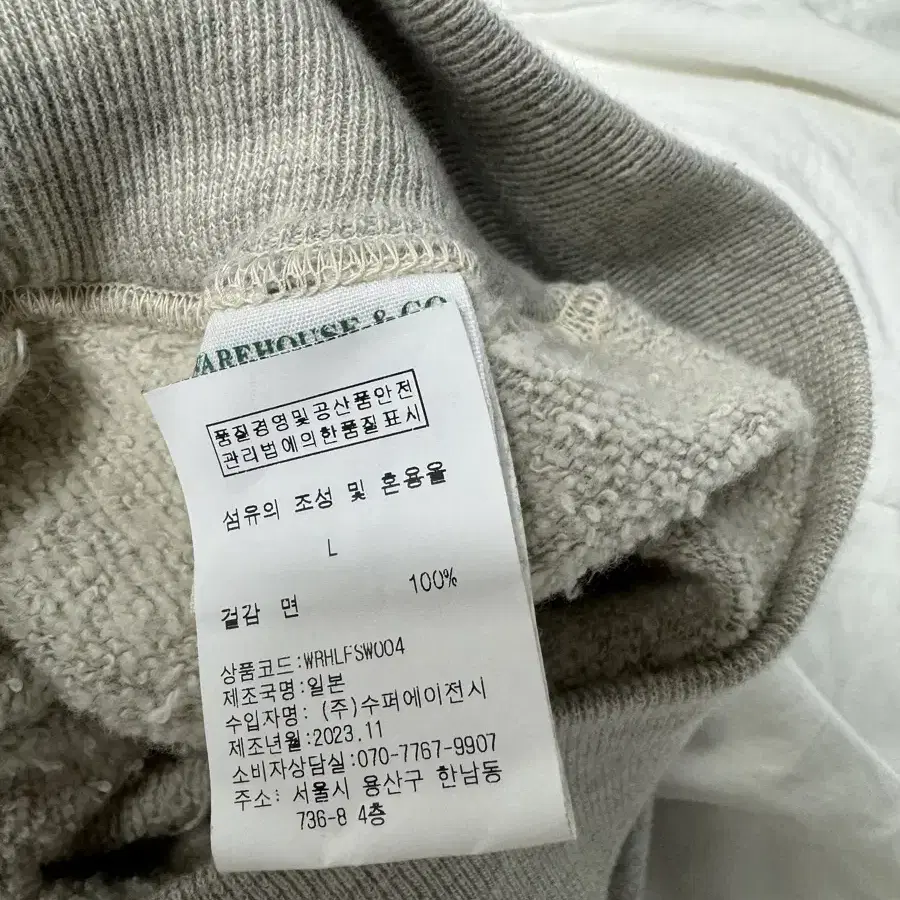 WAREHOUSE & CO
품질경영및공산품안전
관리법에의한품질표시
섬유의 조성 및 혼용율
L
겉감 면 100%
상품코드:WRHLFSW004
제조국명:일본
수입자명: (주)수퍼에이전시
제조년월:2023.11
소비자상담실:070-7767-9907
주소: 서울시 용산구 한남동
736-8 4층